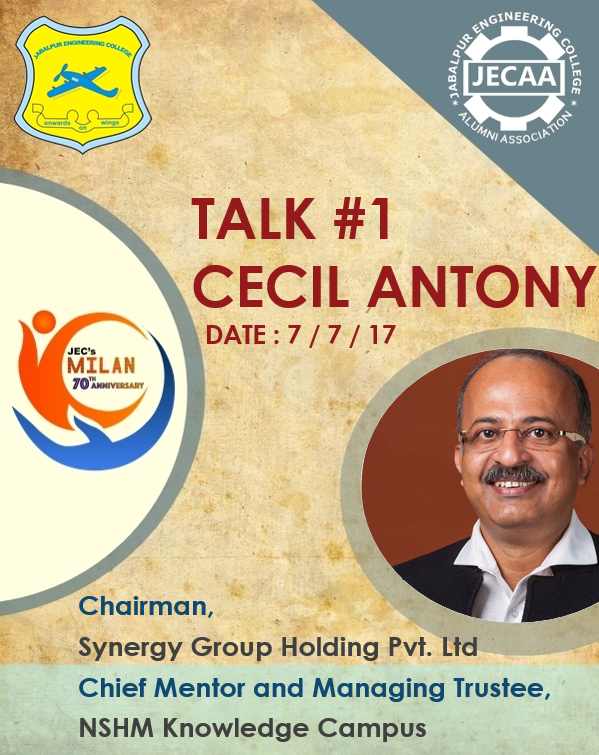 JABALPUR ENGINEERING COLLEGE
onwards on wings
JABALPUR ENGINEERING COLLEGE
JECAA
ALUMNI ASSOCIATION
TALK #1
CECIL ANTONY
DATE : 7 / 7 / 17
JEC's
MILAN
70TH ANNIVERSARY
Chairman,
Synergy Group Holding Pvt. Ltd
Chief Mentor and Managing Trustee,
NSHM Knowledge Campus